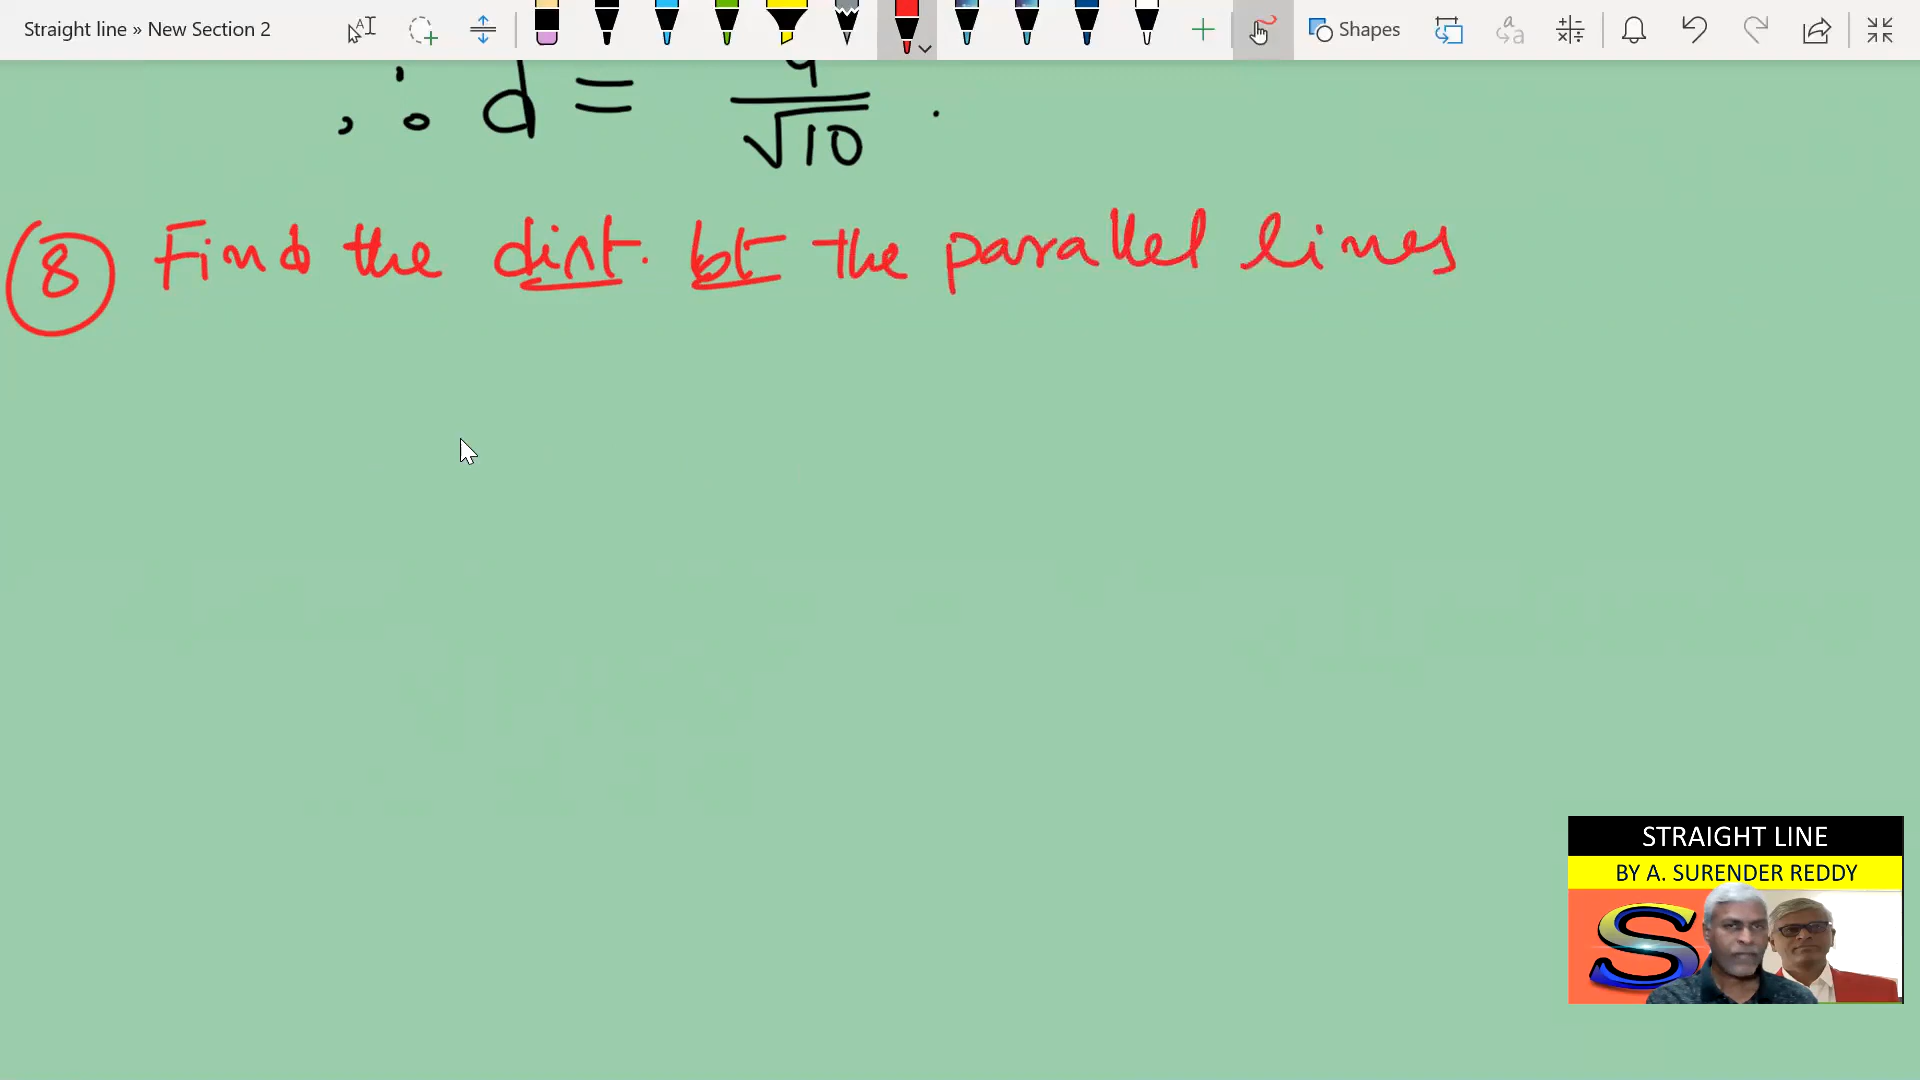 Straight line » New Section 2
Shapes
, ∴ d = 9/√10 .
8 Find the dist. bt the parallel lines
STRAIGHT LINE
BY A. SURENDER REDDY
S